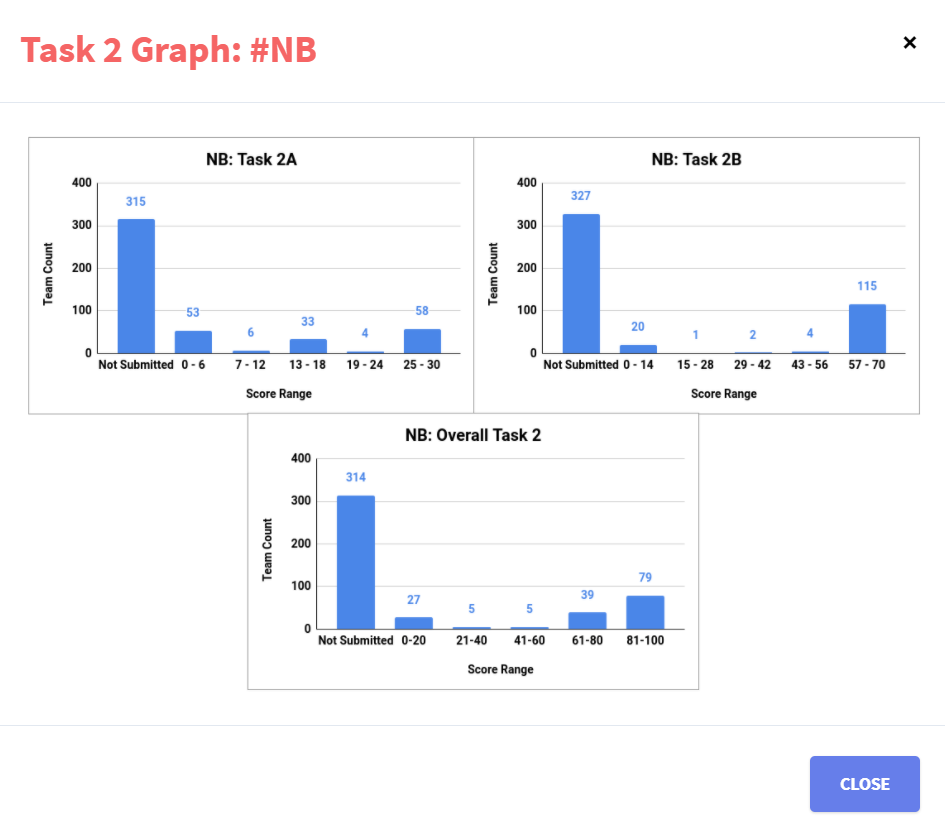 Task 2 Graph: #NB
×
NB: Task 2A
Team Count
400
300
200
100
0
315
53
6
33
4
58
Not Submitted 0 - 6 7 - 12 13 - 18 19 - 24 25 - 30
Score Range
NB: Task 2B
Team Count
400
300
200
100
0
327
20
1
2
4
115
Not Submitted 0 - 14 15 - 28 29 - 42 43 - 56 57 - 70
Score Range
NB: Overall Task 2
Team Count
400
300
200
100
0
314
27
5
5
39
79
Not Submitted 0-20 21-40 41-60 61-80 81-100
Score Range
CLOSE